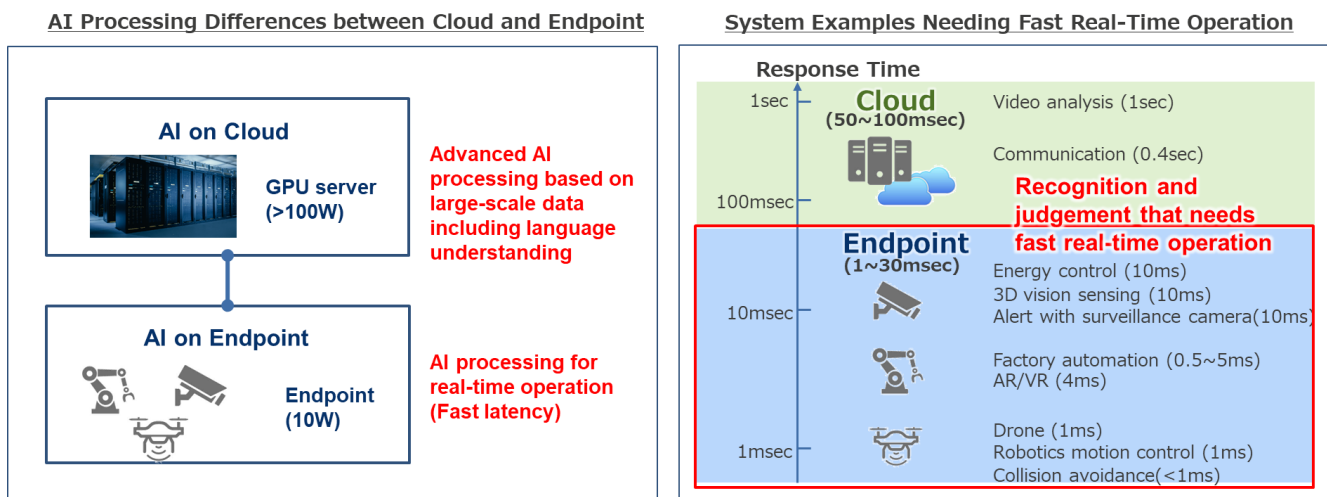 AI Processing Differences between Cloud and Endpoint
AI on Cloud
GPU server
(>100W)
Advanced AI
processing based on
large-scale data
including language
understanding
AI on Endpoint
Endpoint
(10W)
AI processing for
real-time operation
(Fast latency)
System Examples Needing Fast Real-Time Operation
Response Time
1sec
Cloud
(50~100msec)
Video analysis (1sec)
Communication (0.4sec)
100msec
Recognition and
judgement that needs
fast real-time operation
Endpoint
(1~30msec)
Energy control (10ms)
3D vision sensing (10ms)
10msec
Alert with surveillance camera(10ms)
Factory automation (0.5~5ms)
AR/VR (4ms)
Drone (1ms)
1msec
Robotics motion control (1ms)
Collision avoidance(<1ms)